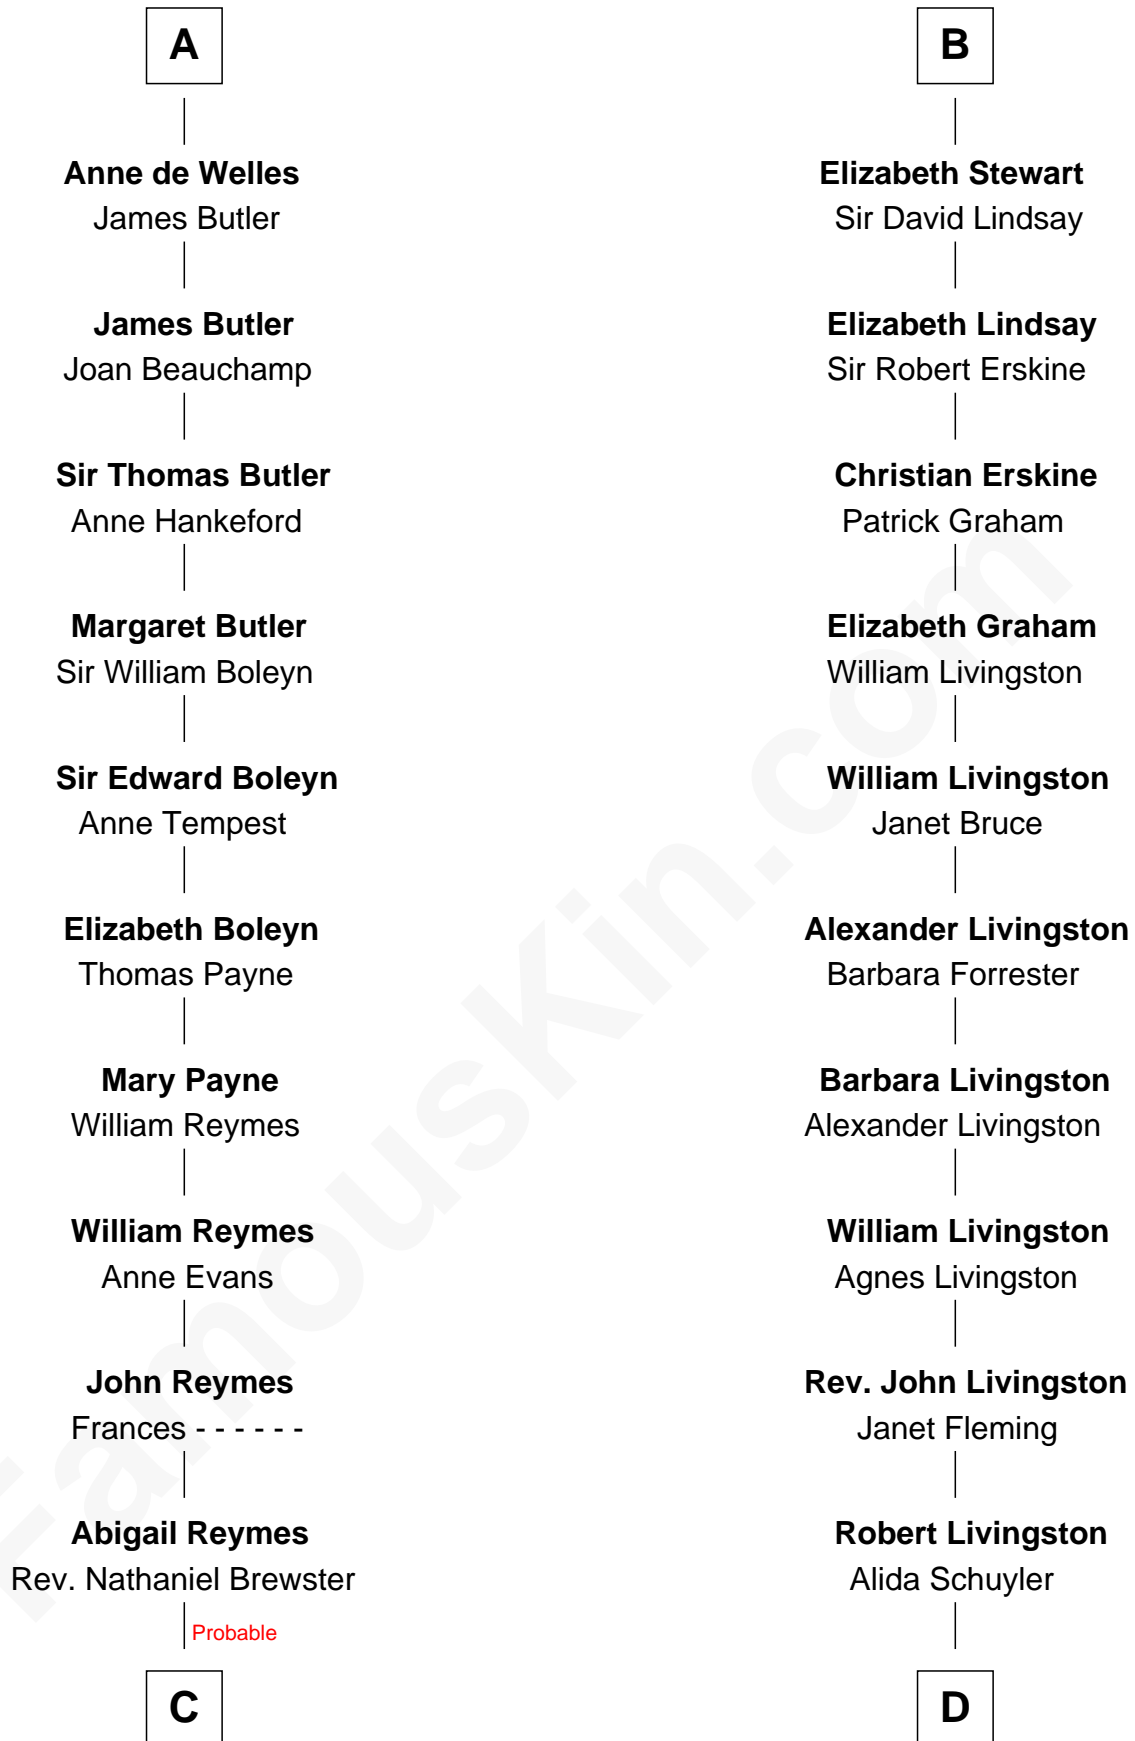 A
Anne de Welles
James Butler
James Butler
Joan Beauchamp
Sir Thomas Butler
Anne Hankeford
Margaret Butler
Sir William Boleyn
Sir Edward Boleyn
Anne Tempest
Elizabeth Boleyn
Thomas Payne
Mary Payne
William Reymes
William Reymes
Anne Evans
John Reymes
Frances - - - - - -
Abigail Reymes
Rev. Nathaniel Brewster
Probable
C
B
Elizabeth Stewart
Sir David Lindsay
Elizabeth Lindsay
Sir Robert Erskine
Christian Erskine
Patrick Graham
Elizabeth Graham
William Livingston
William Livingston
Janet Bruce
Alexander Livingston
Barbara Forrester
Barbara Livingston
Alexander Livingston
William Livingston
Agnes Livingston
Rev. John Livingston
Janet Fleming
Robert Livingston
Alida Schuyler
D
FamousKin.com